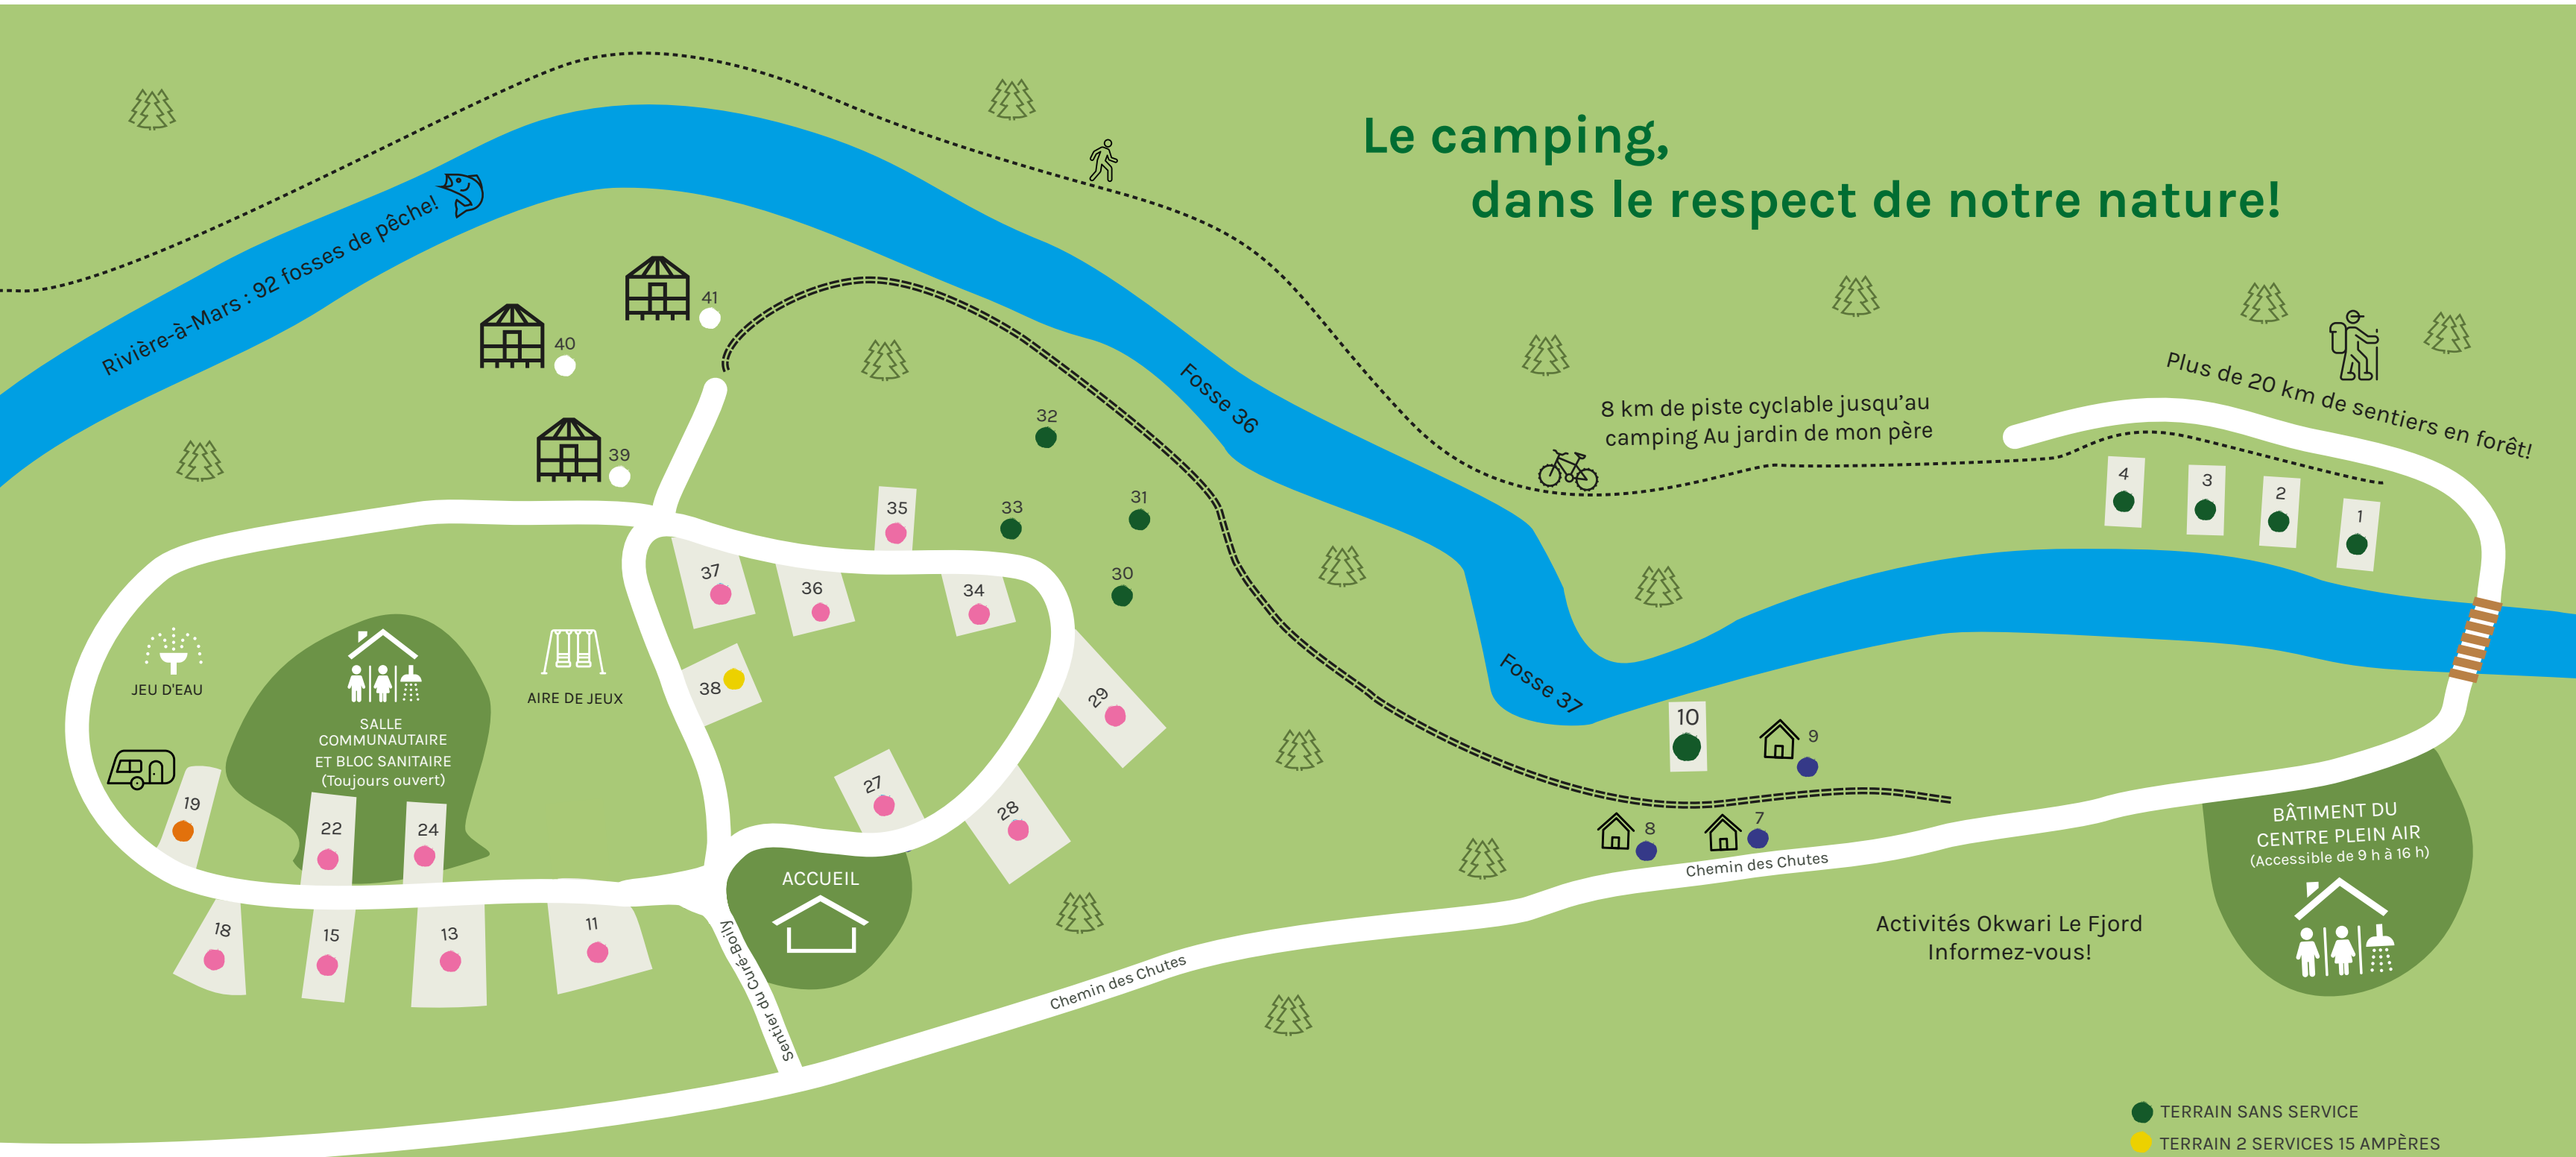 Le camping,
dans le respect de notre nature!
Rivière-à-Mars : 92 fosses de pêche!
41
40
39
Fosse 36
8 km de piste cyclable jusqu'au
camping Au jardin de mon père
Plus de 20 km de sentiers en forêt!
4
3
2
1
32
35
33
31
30
37
36
34
38
29
JEU D'EAU
AIRE DE JEUX
SALLE
COMMUNAUTAIRE
ET BLOC SANITAIRE
(Toujours ouvert)
Fosse 37
10
9
8
7
19
22
24
27
28
18
15
13
11
ACCUEIL
Sentier du Curé-Boily
Chemin des Chutes
Chemin des Chutes
BÂTIMENT DU
CENTRE PLEIN AIR
(Accessible de 9 h à 16 h)
Activités Okwari Le Fjord
Informez-vous!
TERRAIN SANS SERVICE
TERRAIN 2 SERVICES 15 AMPÈRES